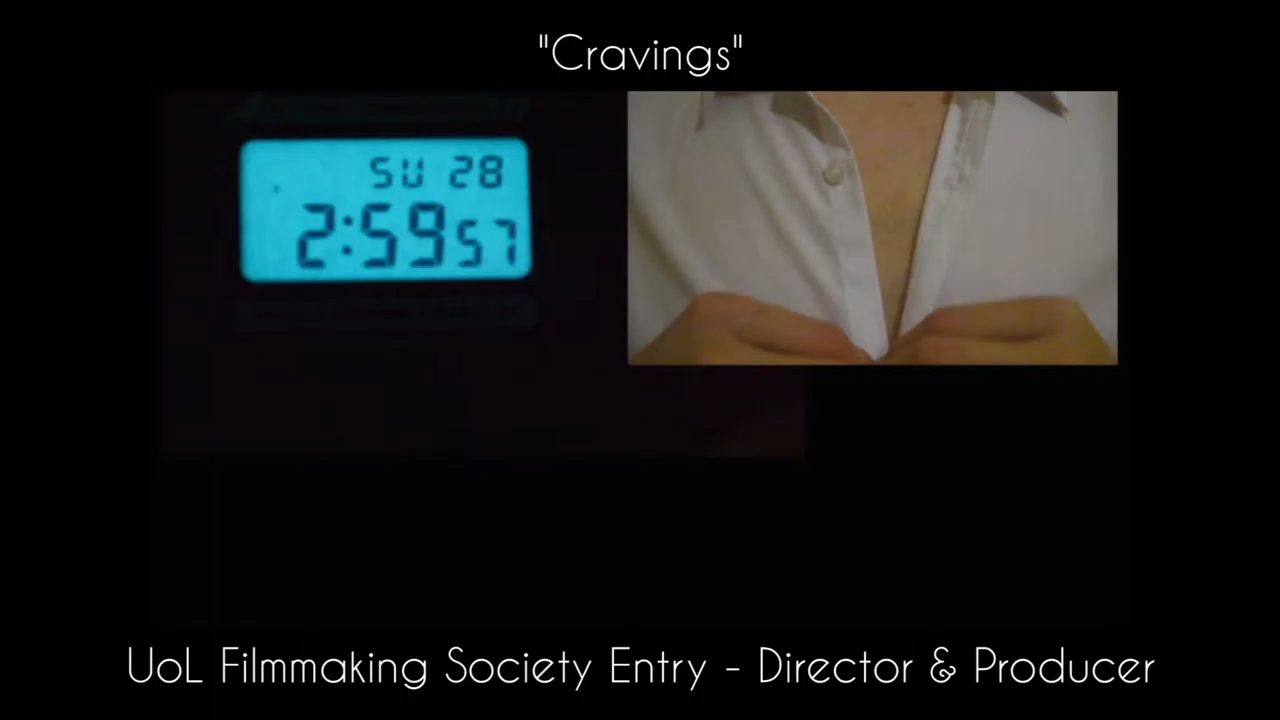 "Cravings"
SU 28
2:59 57
UoL Filmmaking Society Entry - Director & Producer